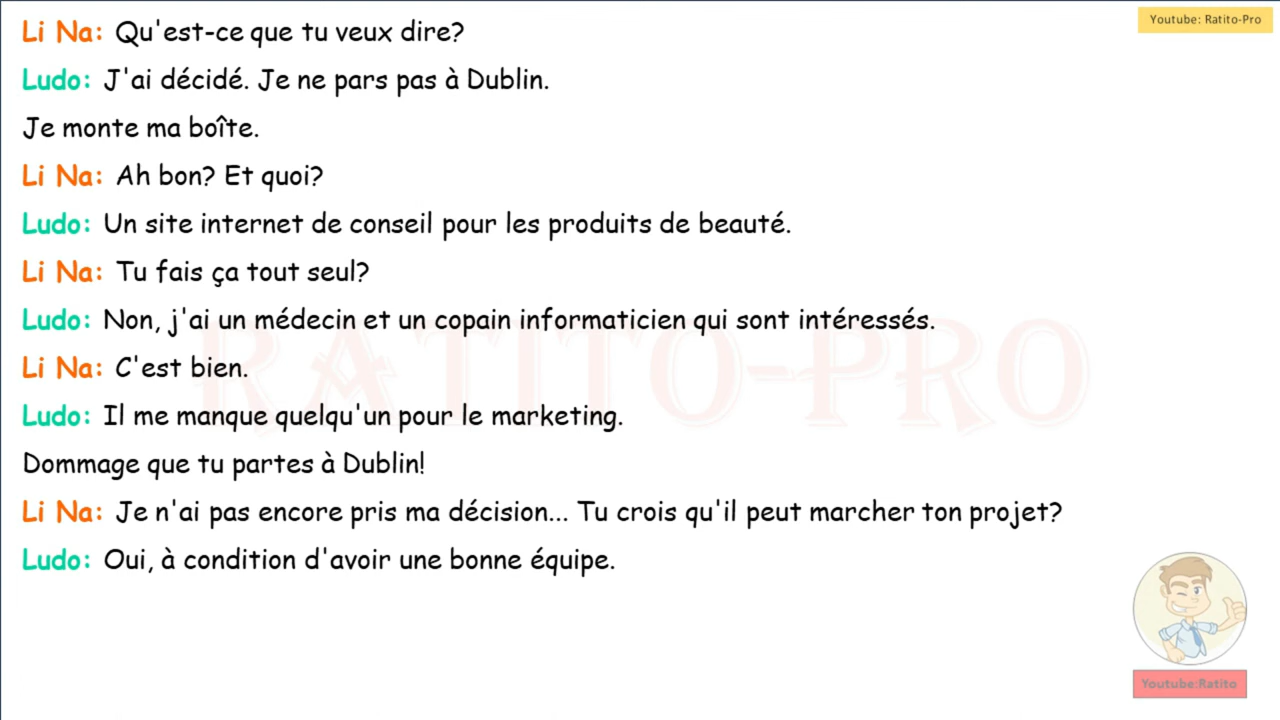 Youtube: Ratito-Pro
Li Na: Qu'est-ce que tu veux dire?
Ludo: J'ai décidé. Je ne pars pas à Dublin.
Je monte ma boîte.
Li Na: Ah bon? Et quoi?
Ludo: Un site internet de conseil pour les produits de beauté.
Li Na: Tu fais ça tout seul?
Ludo: Non, j'ai un médecin et un copain informaticien qui sont intéressés.
Li Na: C'est bien.
Ludo: Il me manque quelqu'un pour le marketing.
Dommage que tu partes à Dublin!
Li Na: Je n'ai pas encore pris ma décision... Tu crois qu'il peut marcher ton projet?
Ludo: Oui, à condition d'avoir une bonne équipe.
RATITO-PRO
Youtube:Ratito